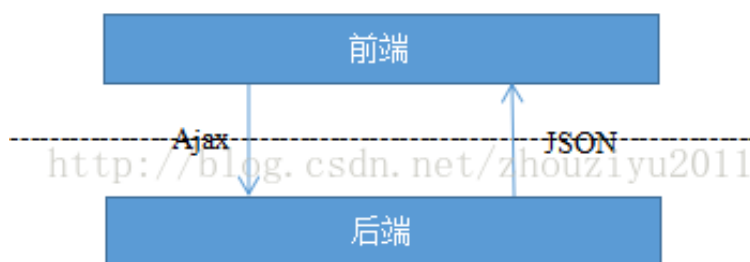 前端
Ajax
JSON
http://blog.csdn.net/zhouziyu2011
后端